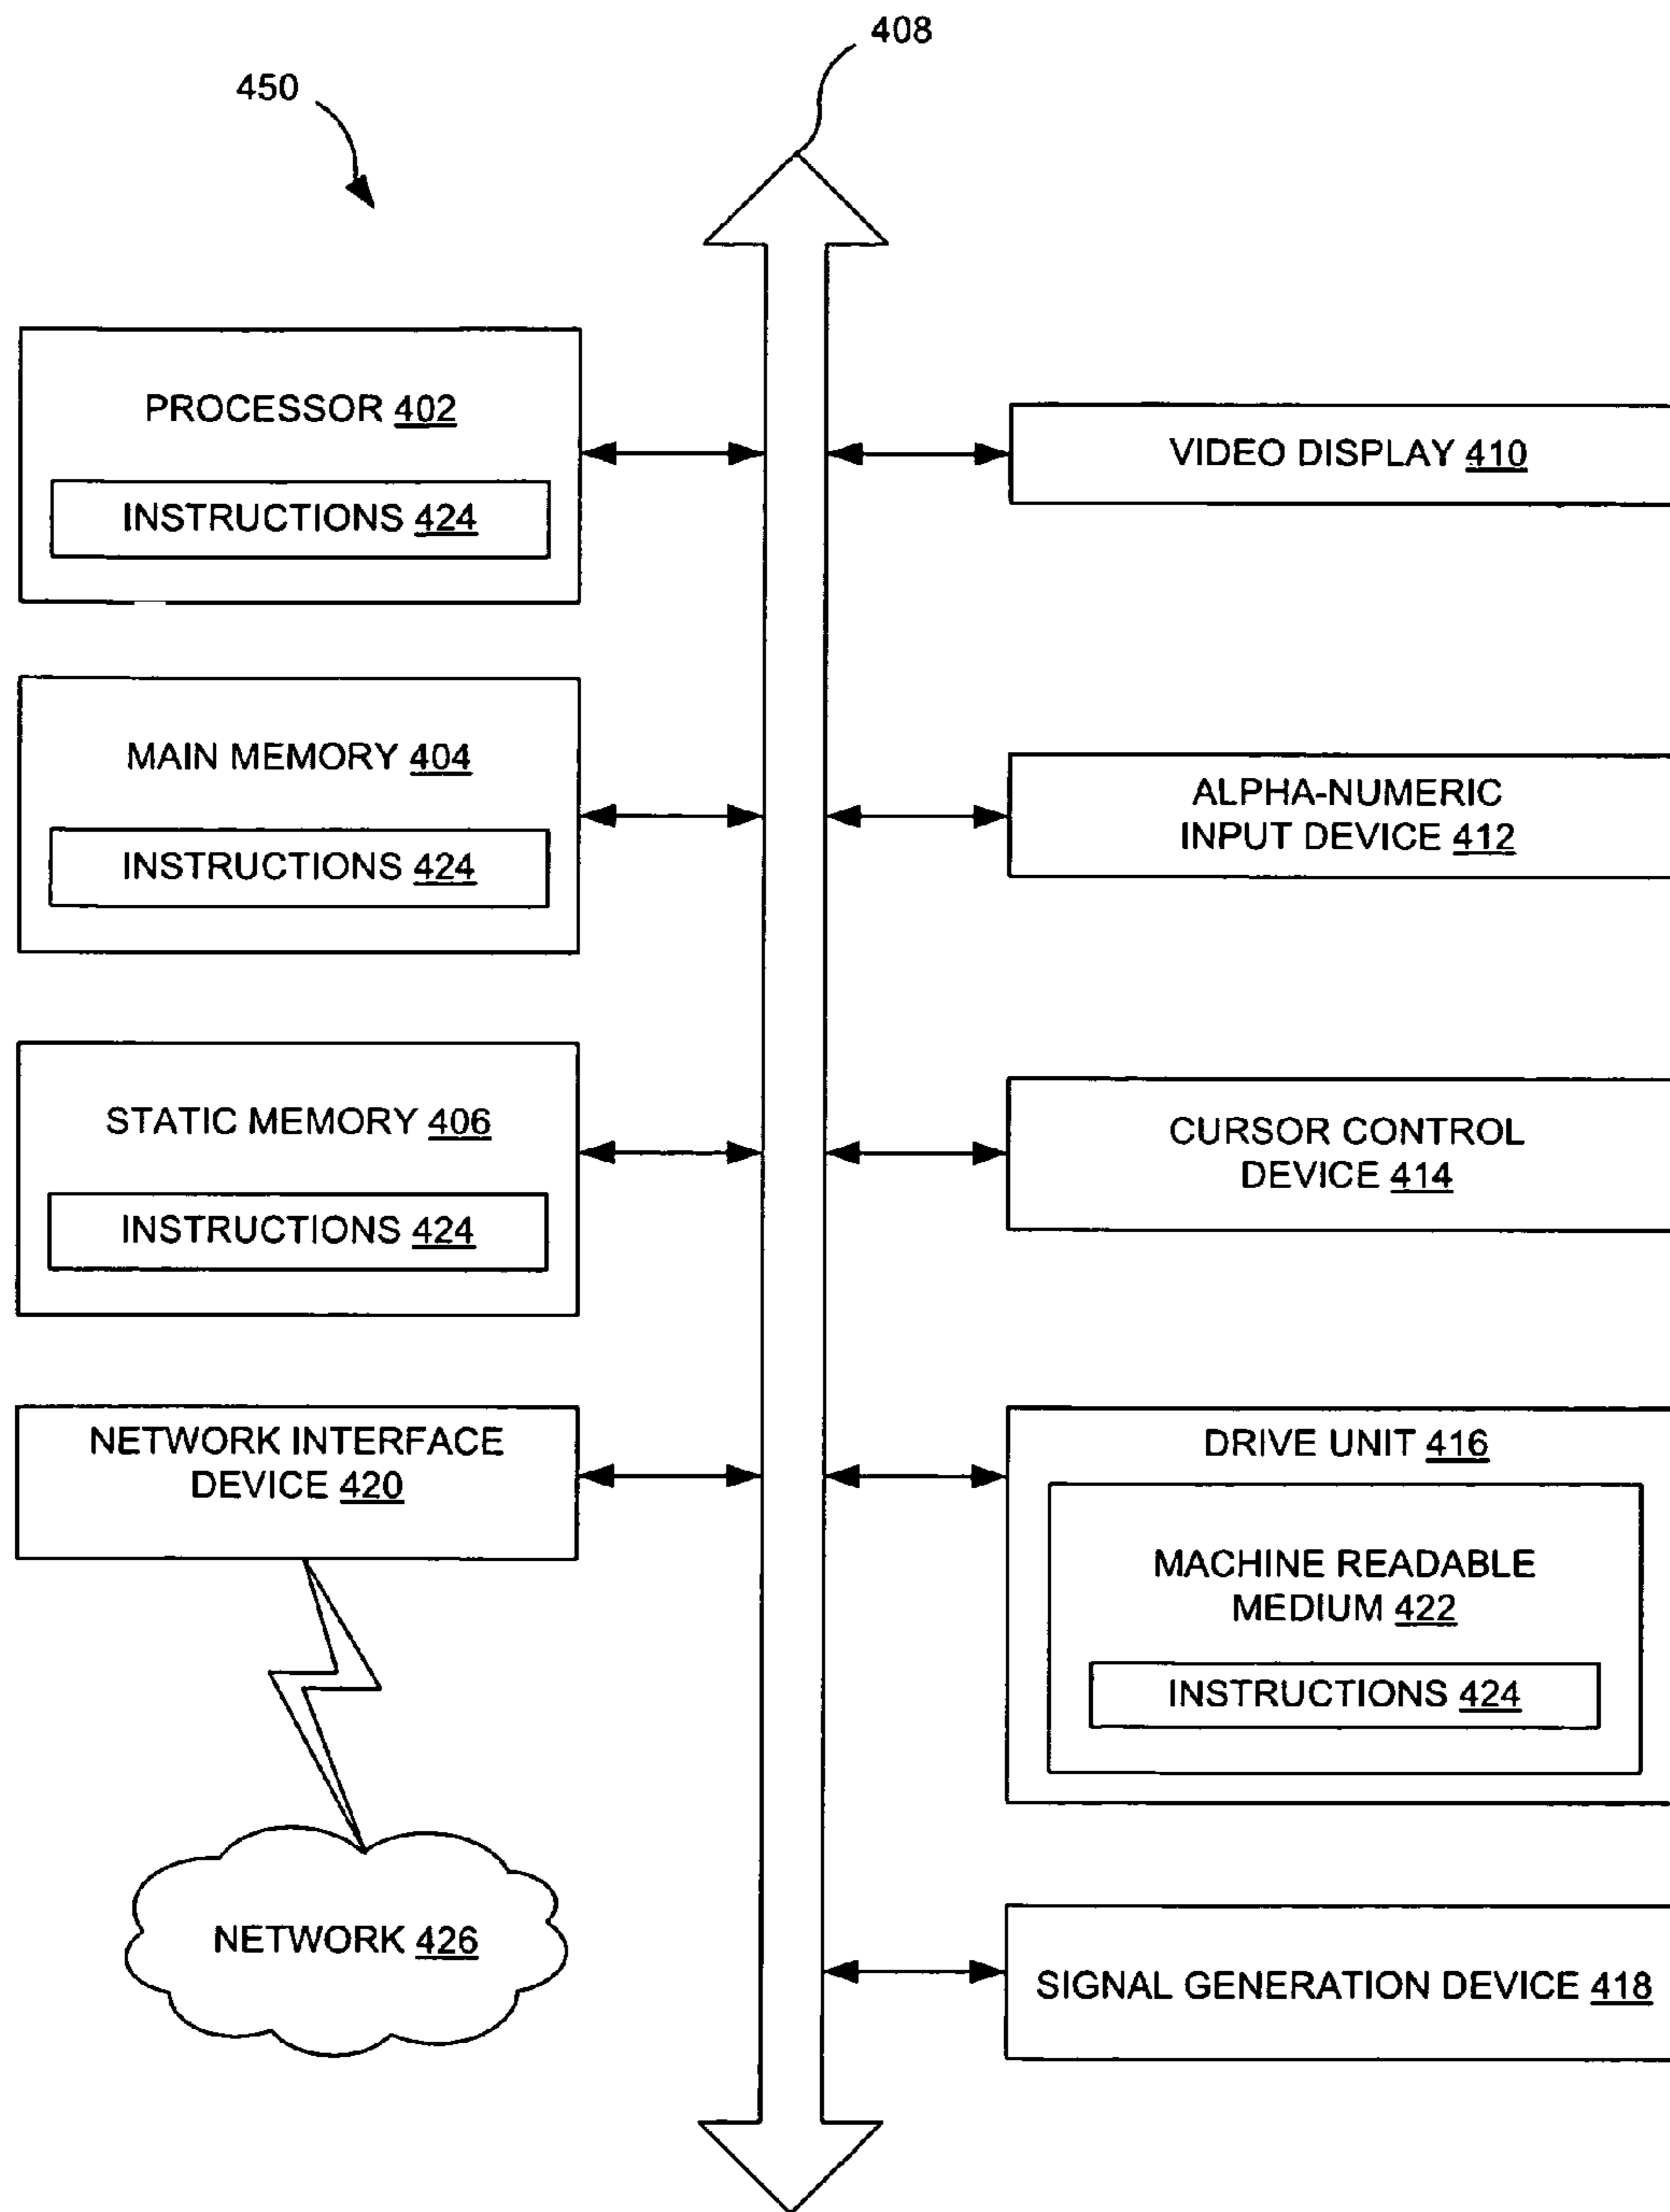 408
450
PROCESSOR 402
INSTRUCTIONS 424
VIDEO DISPLAY 410
MAIN MEMORY 404
INSTRUCTIONS 424
ALPHA-NUMERIC
INPUT DEVICE 412
STATIC MEMORY 406
INSTRUCTIONS 424
CURSOR CONTROL
DEVICE 414
NETWORK INTERFACE
DEVICE 420
DRIVE UNIT 416
MACHINE READABLE
MEDIUM 422
INSTRUCTIONS 424
NETWORK 426
SIGNAL GENERATION DEVICE 418